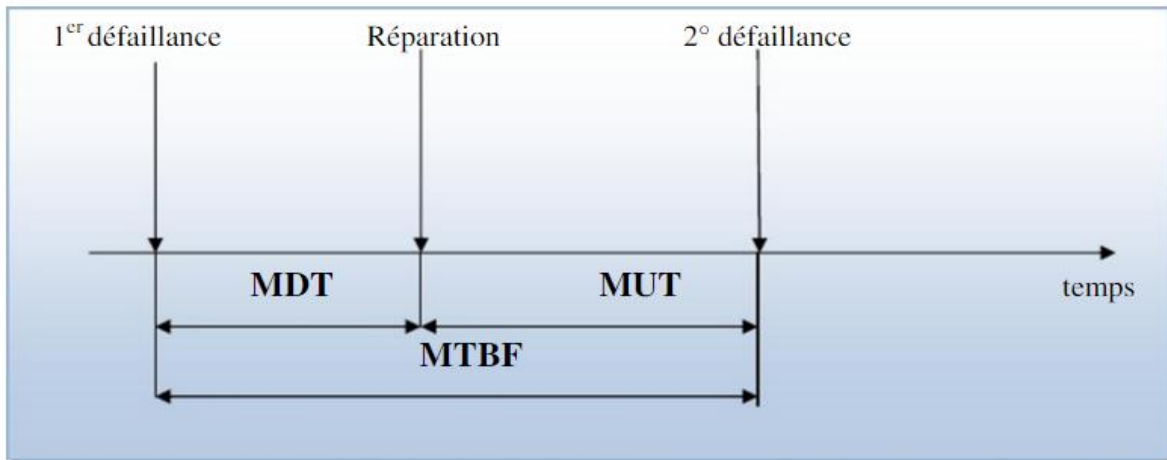 1er défaillance
Réparation
2° défaillance
MDT
MUT
temps
MTBF